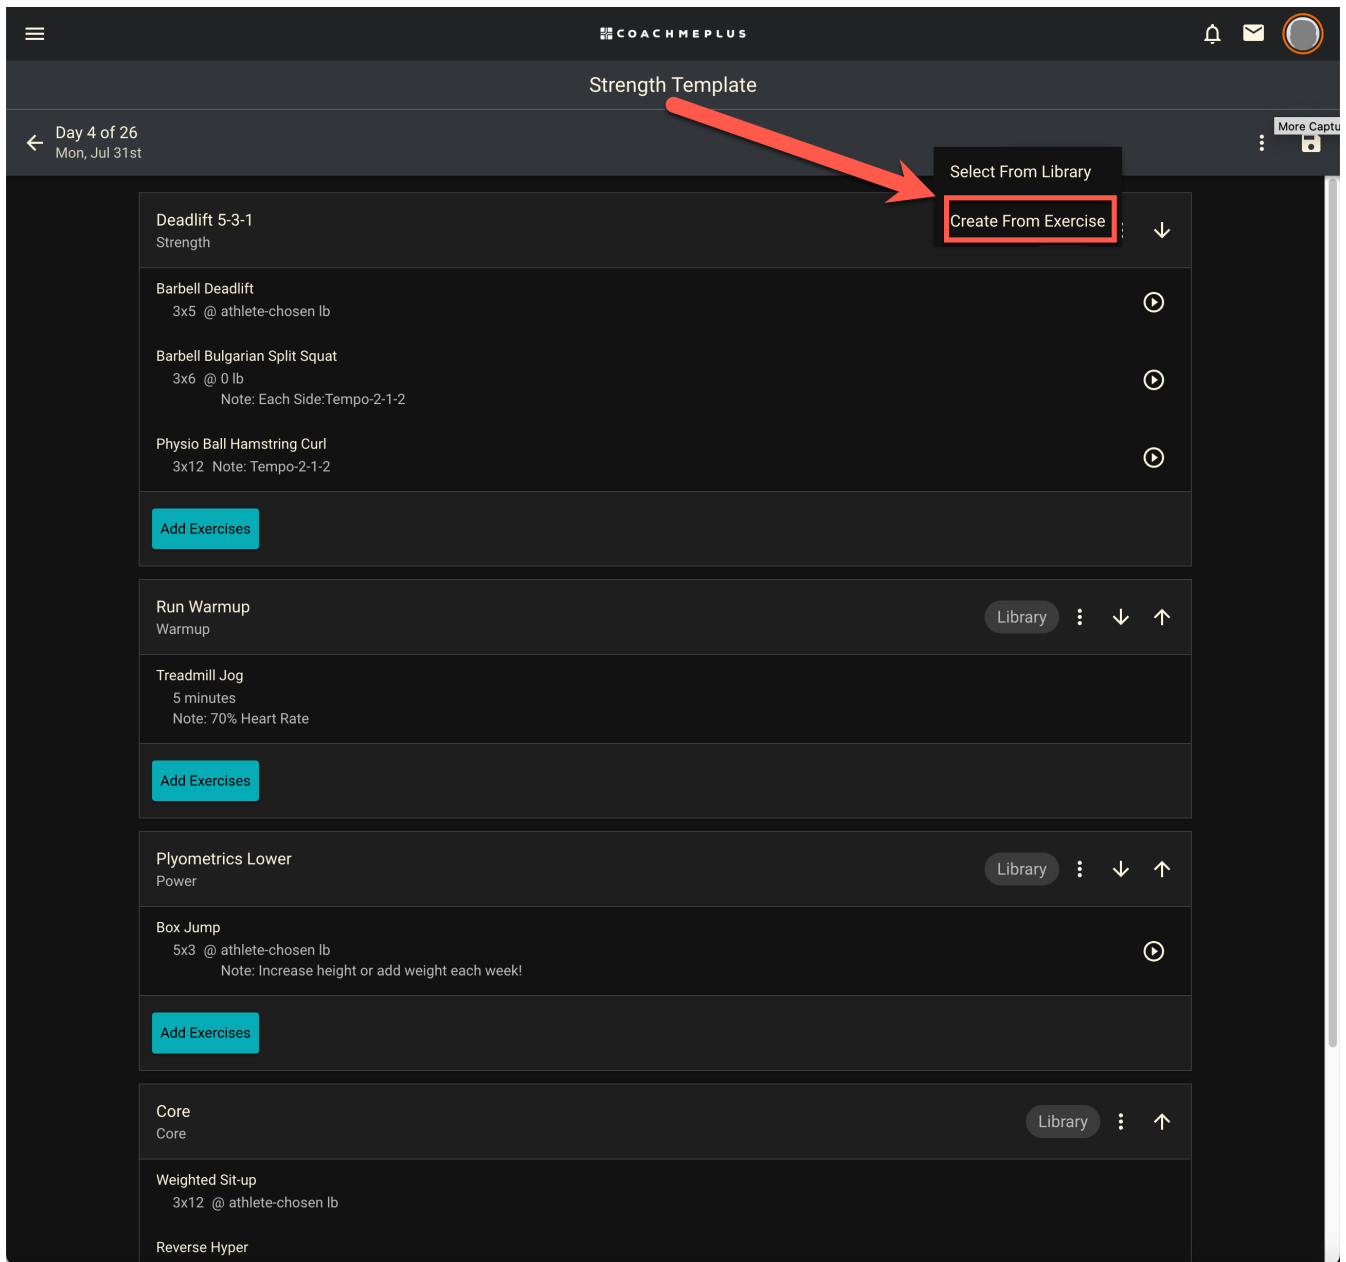 COACHMEPLUS
Strength Template
Day 4 of 26
Mon, Jul 31st
More Captu
Select From Library
Create From Exercise
Deadlift 5-3-1
Strength
Barbell Deadlift
3x5 @ athlete-chosen lb
Barbell Bulgarian Split Squat
3x6 @ 0 lb
Note: Each Side:Tempo-2-1-2
Physio Ball Hamstring Curl
3x12 Note: Tempo-2-1-2
Add Exercises
Run Warmup
Library
Warmup
Treadmill Jog
5 minutes
Note: 70% Heart Rate
Add Exercises
Plyometrics Lower
Library
Power
Box Jump
5x3 @ athlete-chosen lb
Note: Increase height or add weight each week!
Add Exercises
Core
Library
Core
Weighted Sit-up
3x12 @ athlete-chosen lb
Reverse Hyper